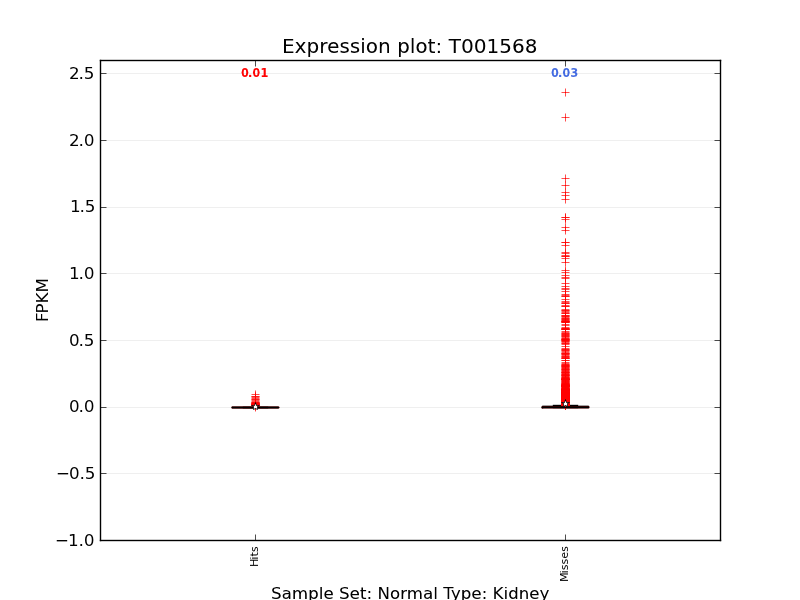 Expression plot: T001568
0.01
0.03
2.5
2.0
1.5
1.0
0.5
0.0
−0.5
−1.0
FPKM
Hits
Misses
Sample Set: Normal Type: Kidney